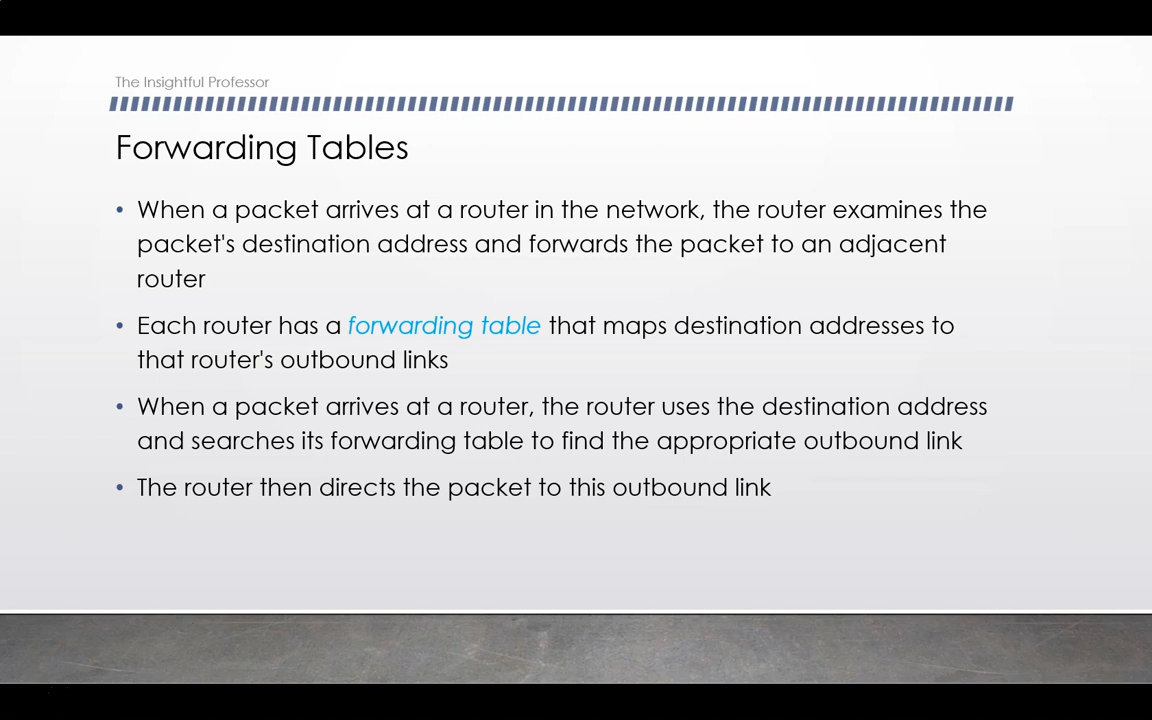 The Insightful Professor
Forwarding Tables
• When a packet arrives at a router in the network, the router examines the
packet's destination address and forwards the packet to an adjacent
router
• Each router has a forwarding table that maps destination addresses to
that router's outbound links
• When a packet arrives at a router, the router uses the destination address
and searches its forwarding table to find the appropriate outbound link
• The router then directs the packet to this outbound link